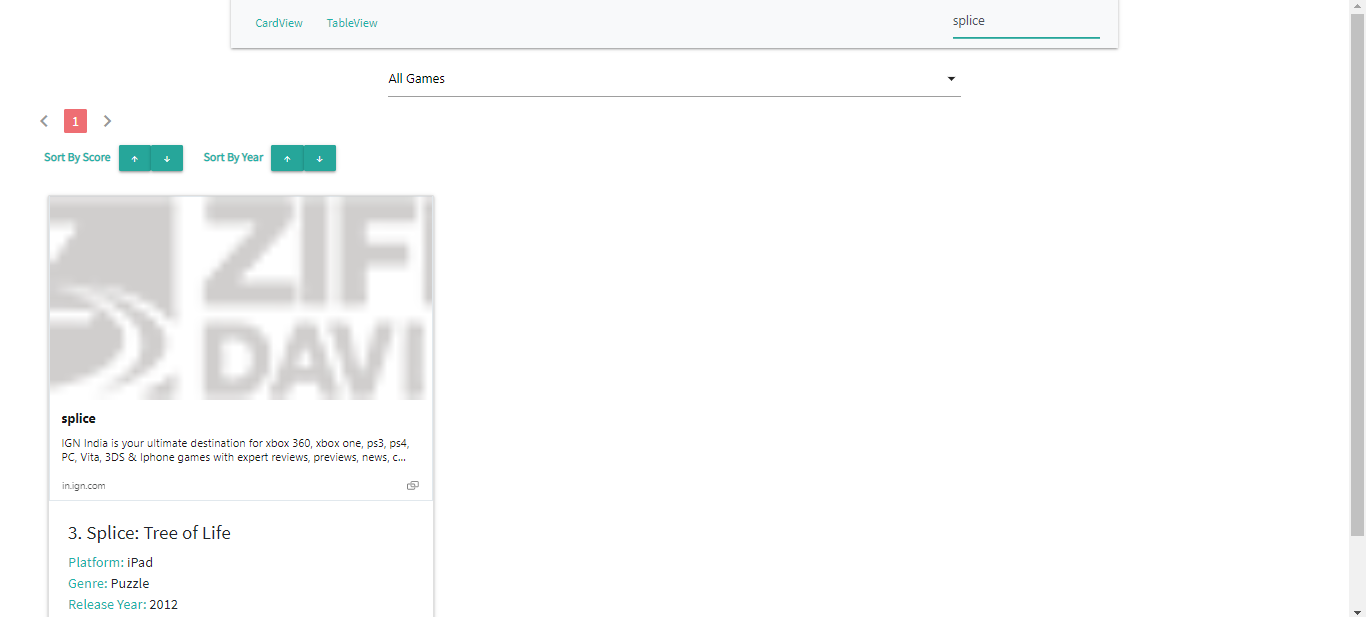 CardView TableView splice
All Games
1
Sort By Score Sort By Year
ZIF
DAVI
splice
IGN India is your ultimate destination for xbox 360, xbox one, ps3, ps4,
PC, Vita, 3DS & Iphone games with expert reviews, previews, news, c...
in.ign.com
3. Splice: Tree of Life
Platform: iPad
Genre: Puzzle
Release Year: 2012